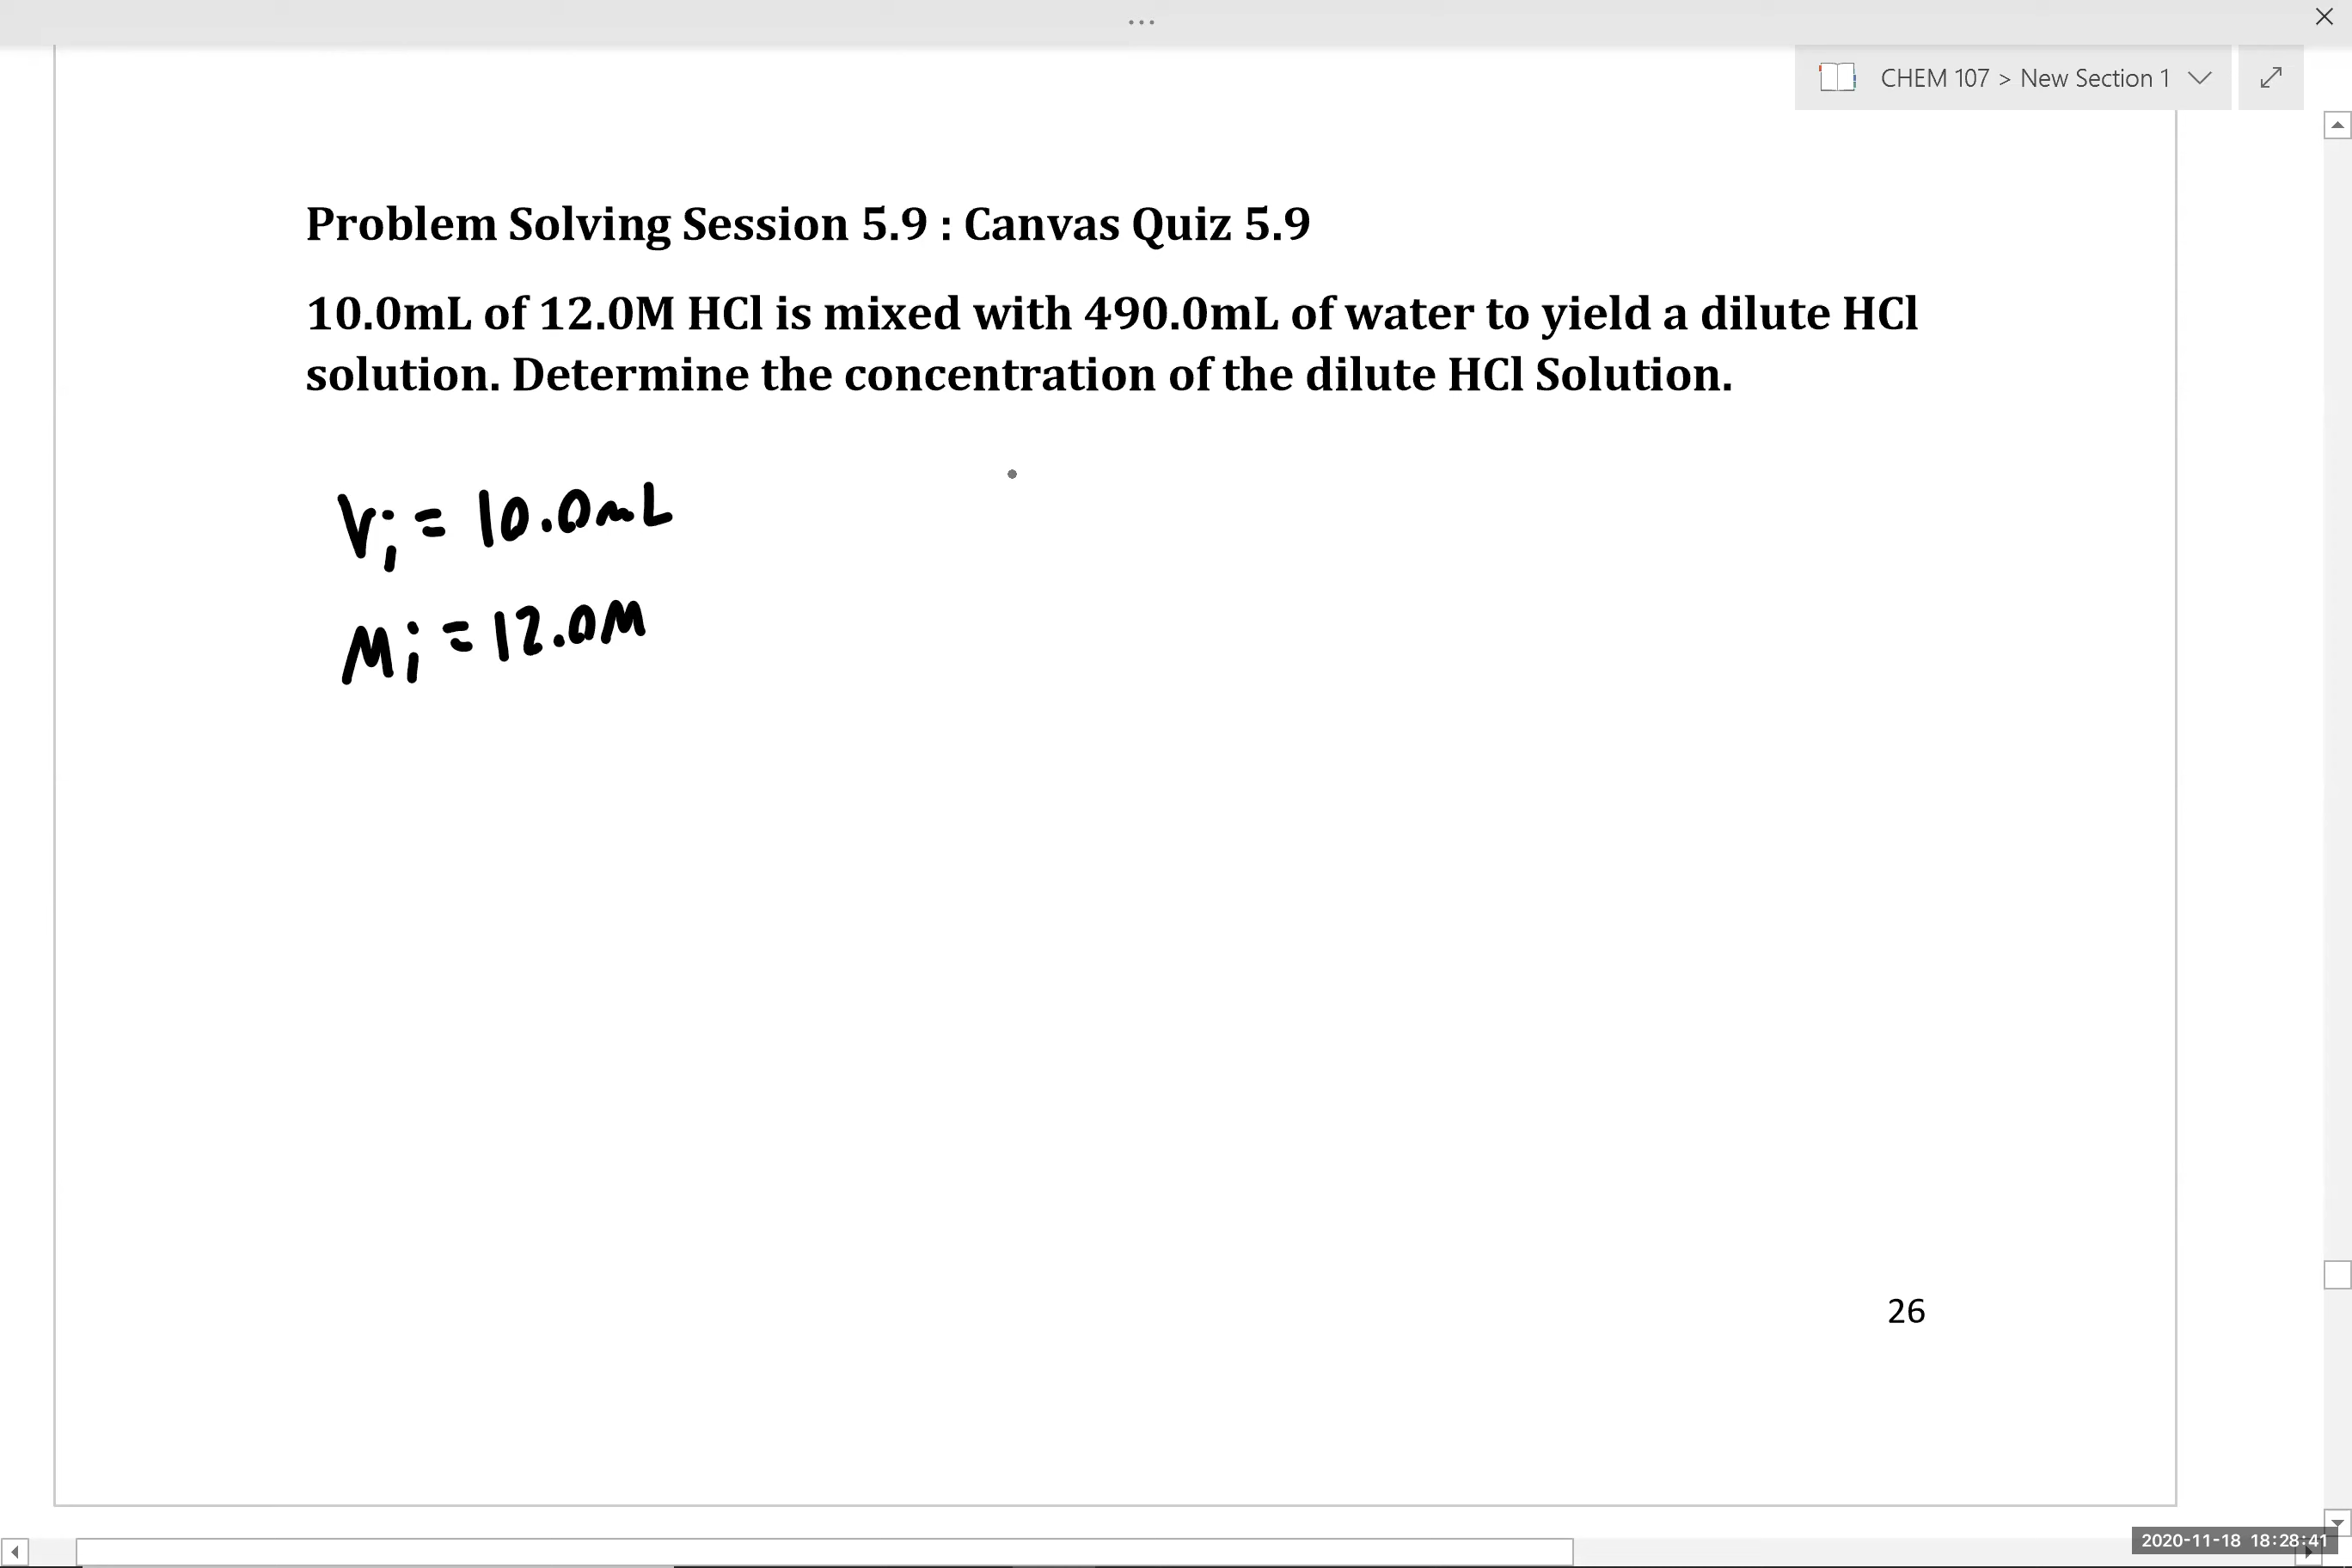 ...
CHEM 107 > New Section 1
Problem Solving Session 5.9 : Canvas Quiz 5.9
10.0mL of 12.0M HCl is mixed with 490.0mL of water to yield a dilute HCl
solution. Determine the concentration of the dilute HCl Solution.
Vi = 10.0mL
Mi = 12.0M
26
2020-11-18 18:28:41